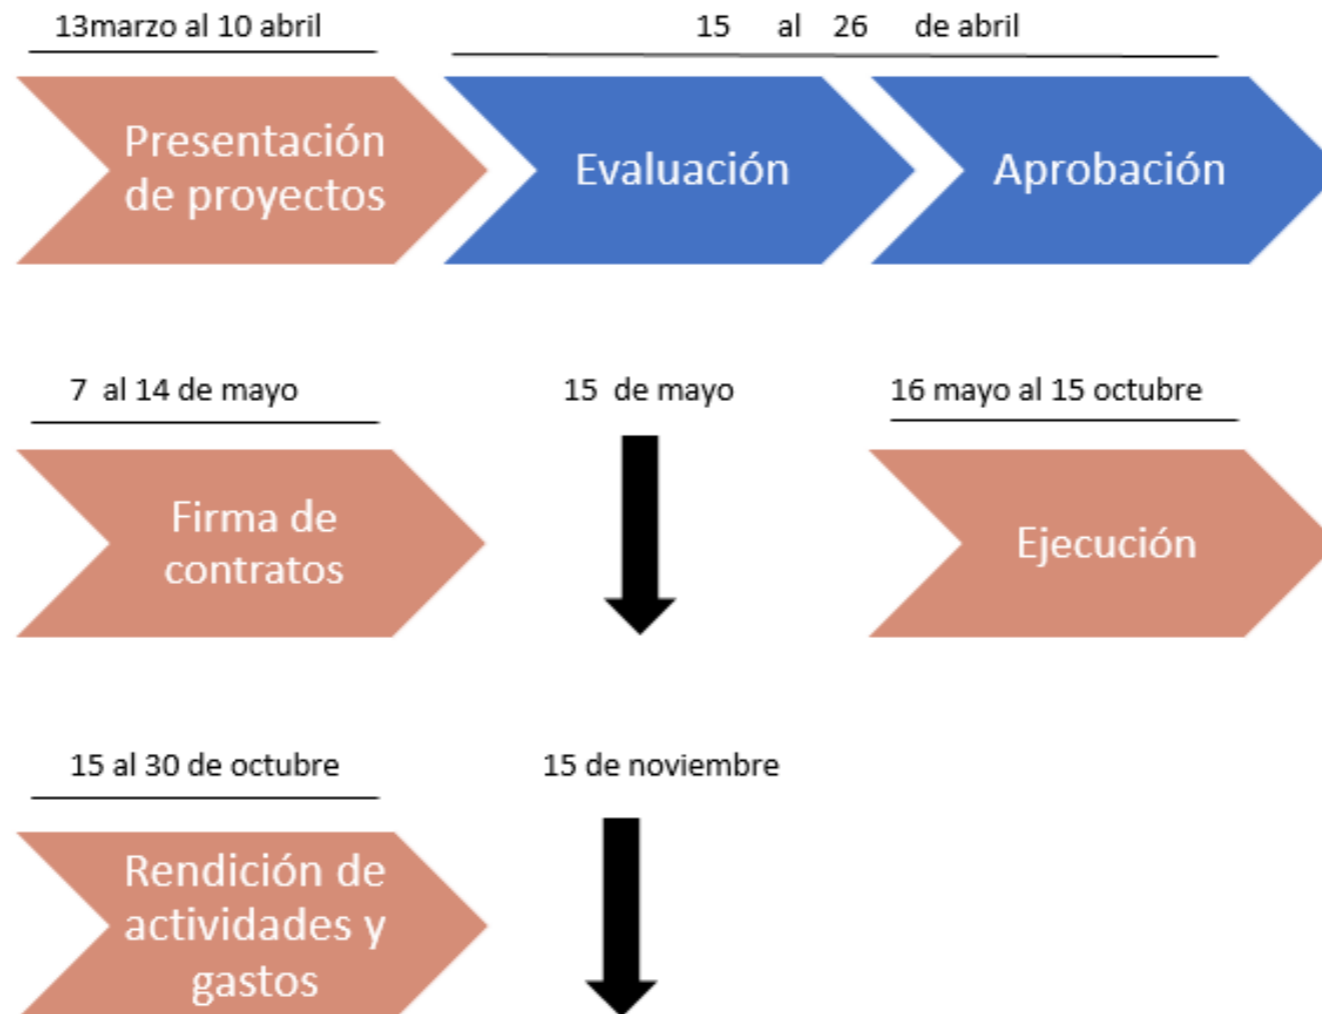 13marzo al 10 abril
15 al 26 de abril
Presentación
de proyectos
Evaluación
Aprobación
7 al 14 de mayo
15 de mayo
16 mayo al 15 octubre
Firma de
contratos
Ejecución
15 al 30 de octubre
15 de noviembre
Rendición de
actividades y
gastos